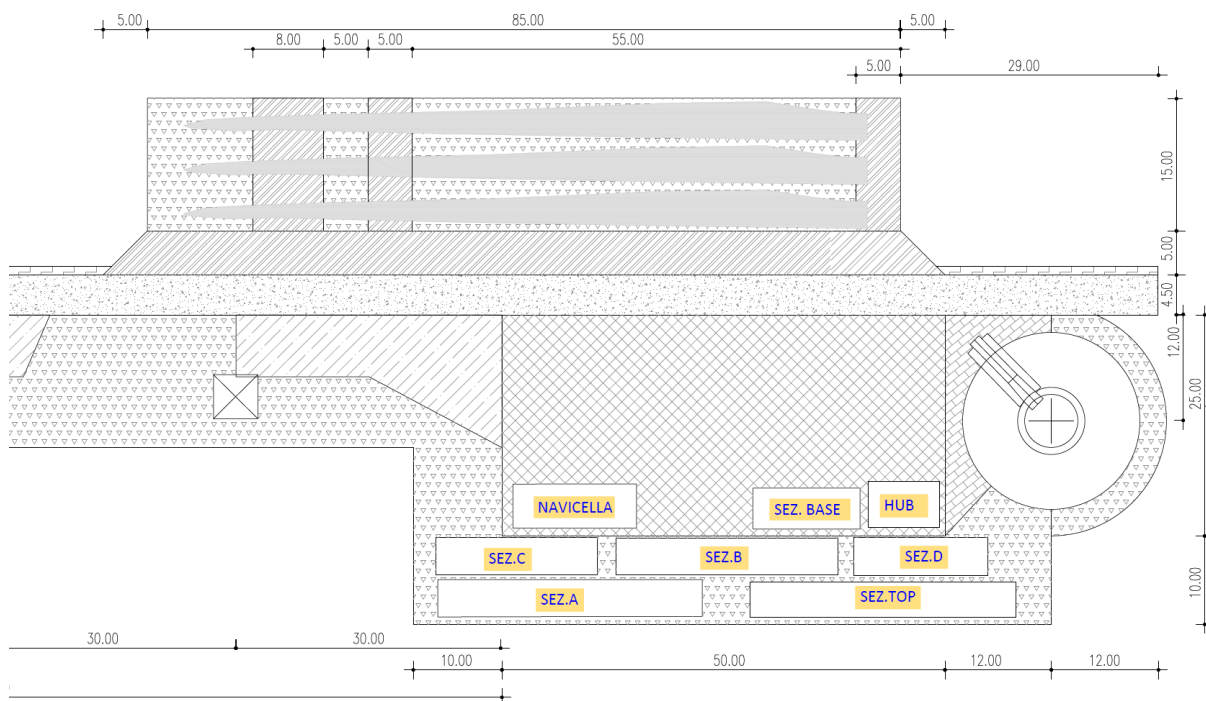 5.00 85.00 5.00
8.00 5.00 5.00 55.00
5.00 29.00
15.00
5.00
4.50
12.00
25.00
NAVICELLA SEZ. BASE HUB
SEZ.C SEZ.B SEZ.D
SEZ.A SEZ.TOP
10.00
30.00 30.00
10.00 50.00 12.00 12.00